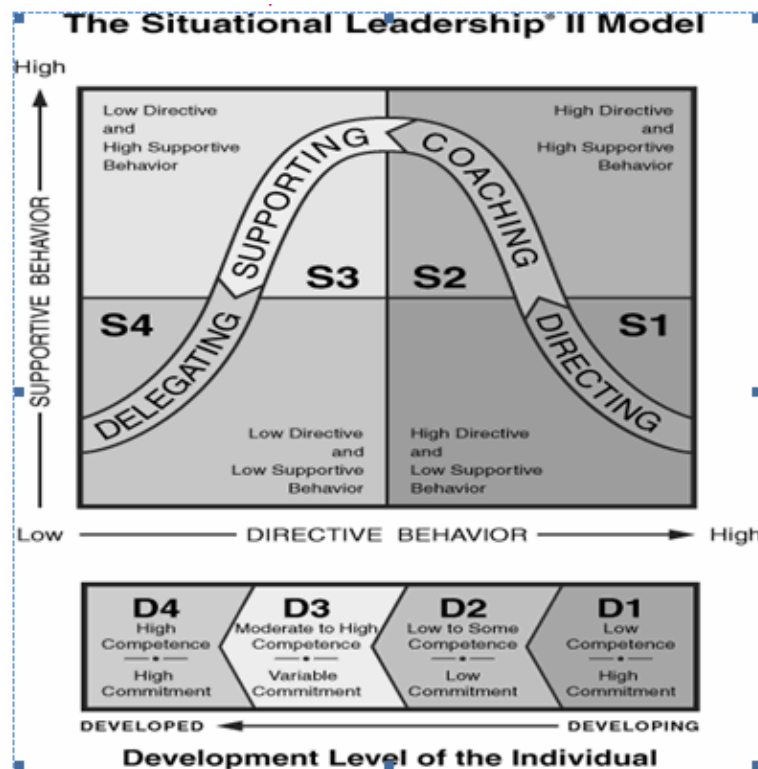 The Situational Leadership® II Model
High
SUPPORTIVE BEHAVIOR
Low Directive
and
High Supportive
Behavior
High Directive
and
High Supportive
Behavior
SUPPORTING
COACHING
S3
S2
S4
S1
DELEGATING
DIRECTING
Low Directive
and
Low Supportive
Behavior
High Directive
and
Low Supportive
Behavior
Low
DIRECTIVE BEHAVIOR
High
D4
High
Competence
High
Commitment
D3
Moderate to High
Competence
Variable
Commitment
D2
Low to Some
Competence
Low
Commitment
D1
Low
Competence
High
Commitment
DEVELOPED
DEVELOPING
Development Level of the Individual